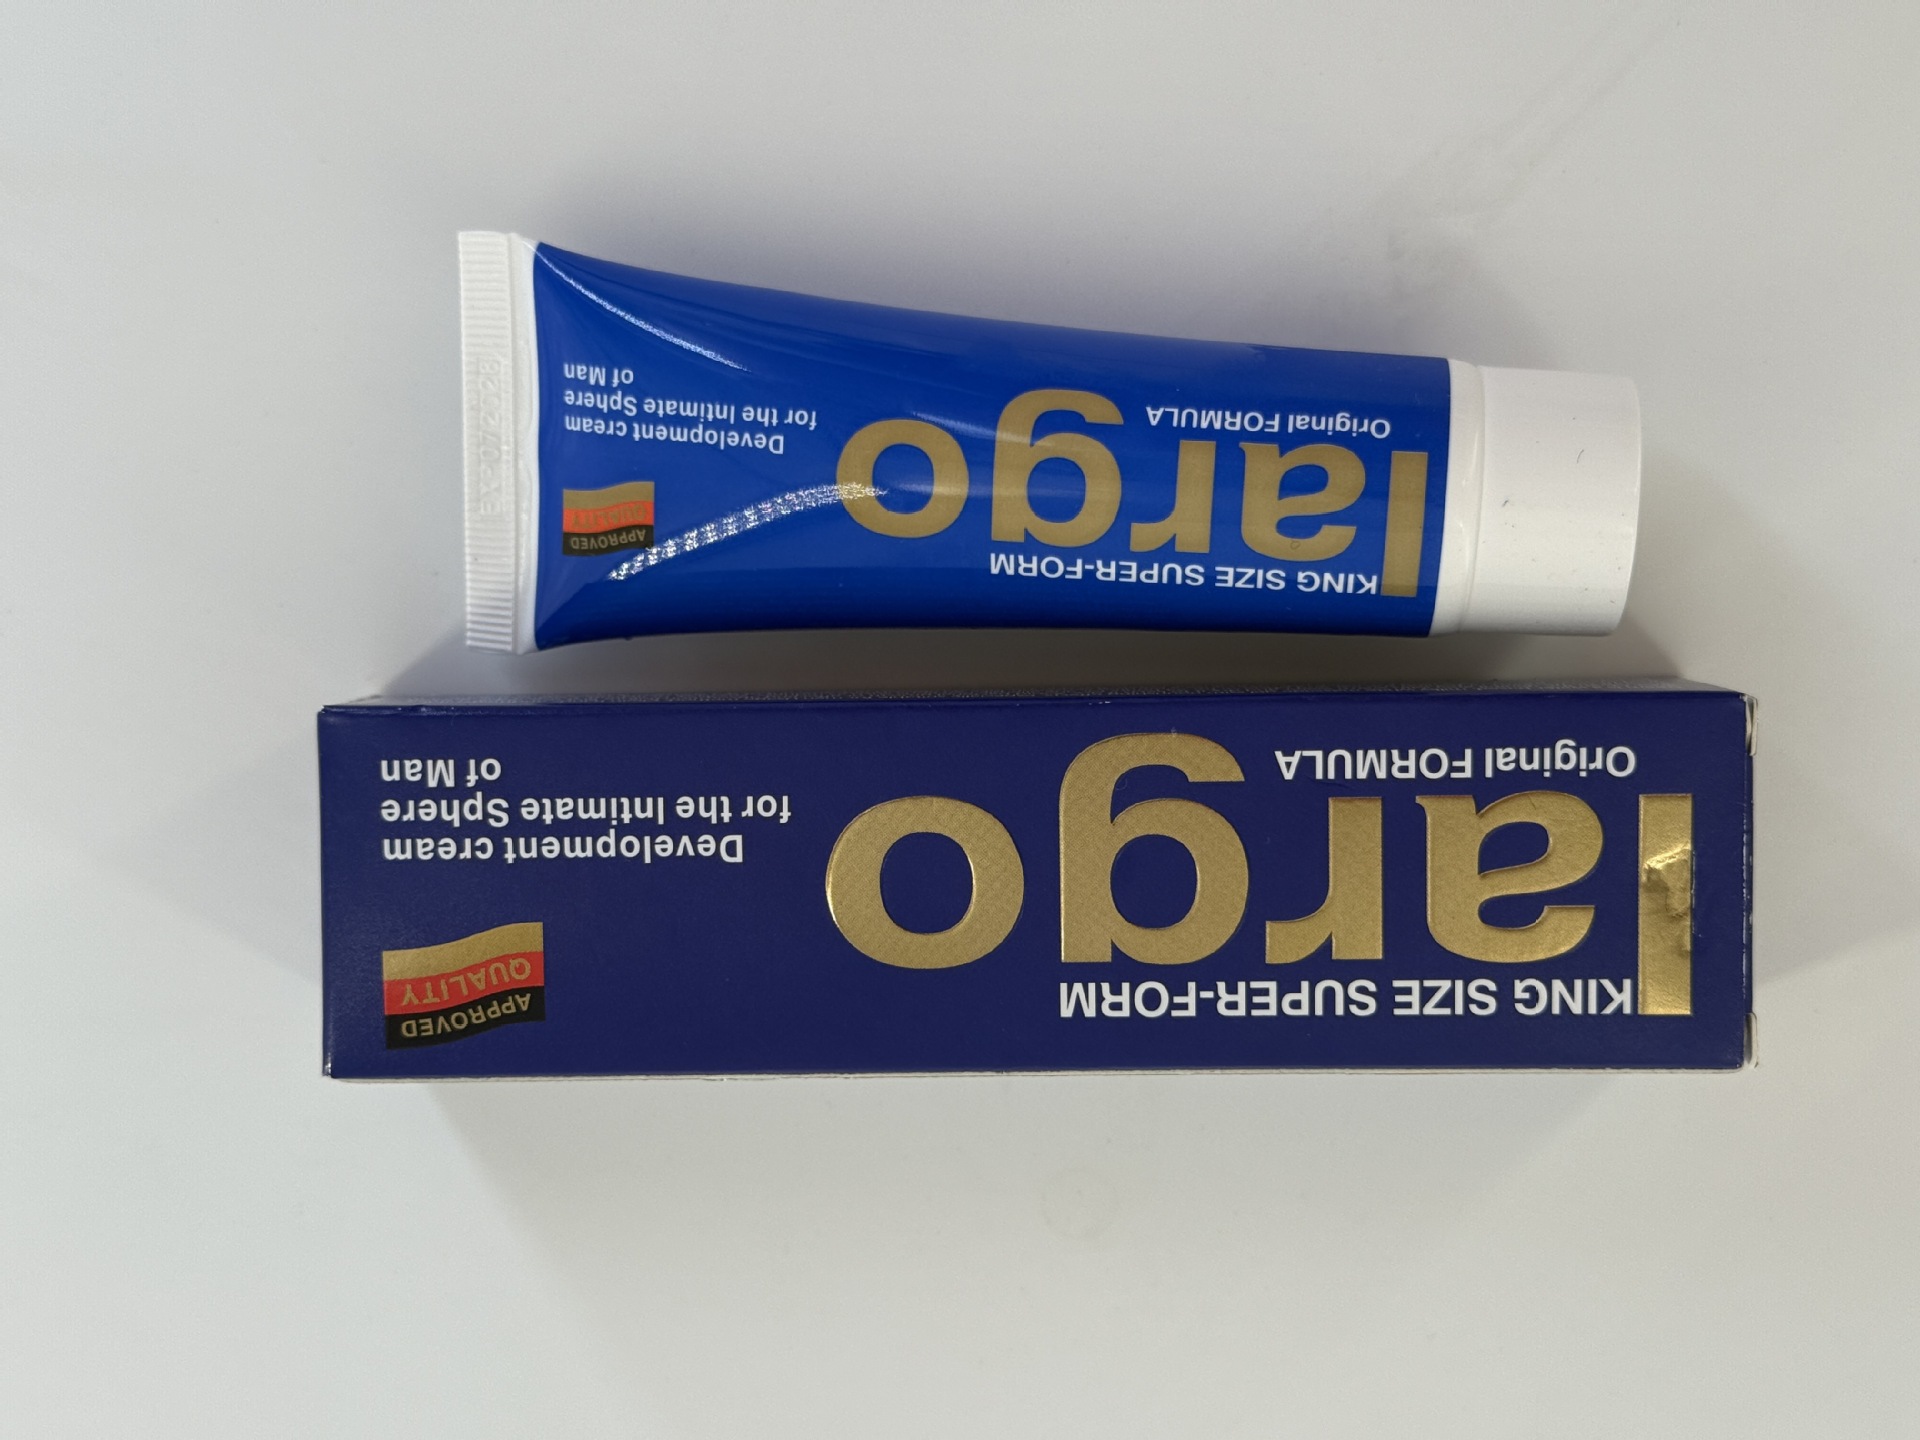 KING SIZE SUPER-FORM
largo
Original FORMULA
APPROVED
QUALITY
Development cream
for the Intimate Sphere
of Man
KING SIZE SUPER-FORM
largo
Original FORMULA
APPROVED
QUALITY
Development cream
for the Intimate Sphere
of Man